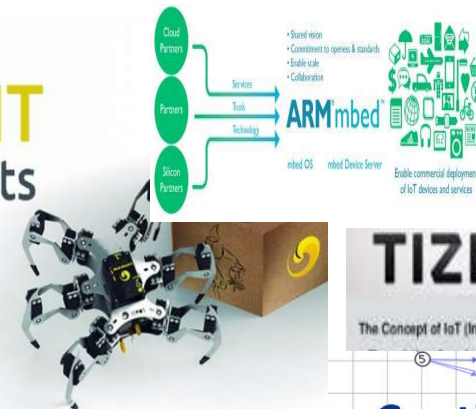 IT
ts
Cloud
Partners
Partners
Silicon
Partners
Services
Tools
Technology
• Shared vision
• Commitment to openess & standards
• Enable scale
• Collaboration
ARM®mbed™
mbed OS mbed Device Server
Enable commercial deploymen
of IoT devices and services
TIZE
The Concept of IoT (In
5